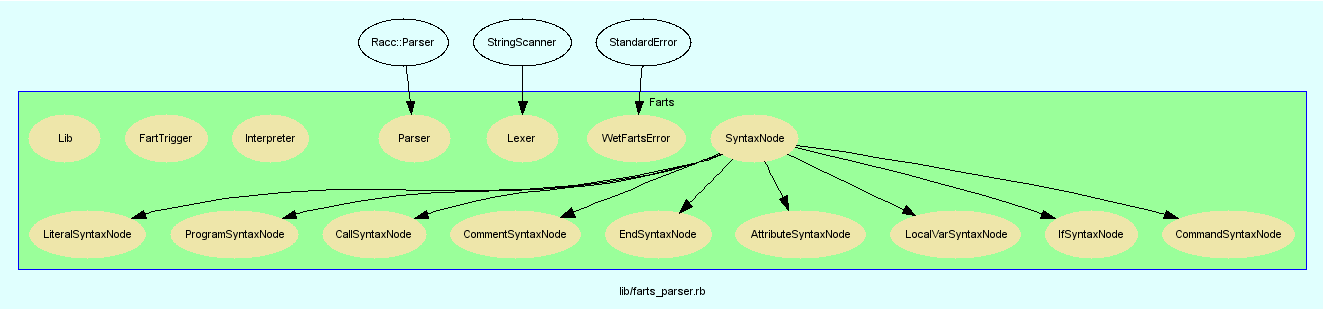 Racc::Parser
StringScanner
StandardError
Farts
Lib
FartTrigger
Interpreter
Parser
Lexer
WetFartsError
SyntaxNode
LiteralSyntaxNode
ProgramSyntaxNode
CallSyntaxNode
CommentSyntaxNode
EndSyntaxNode
AttributeSyntaxNode
LocalVarSyntaxNode
IfSyntaxNode
CommandSyntaxNode
lib/farts_parser.rb